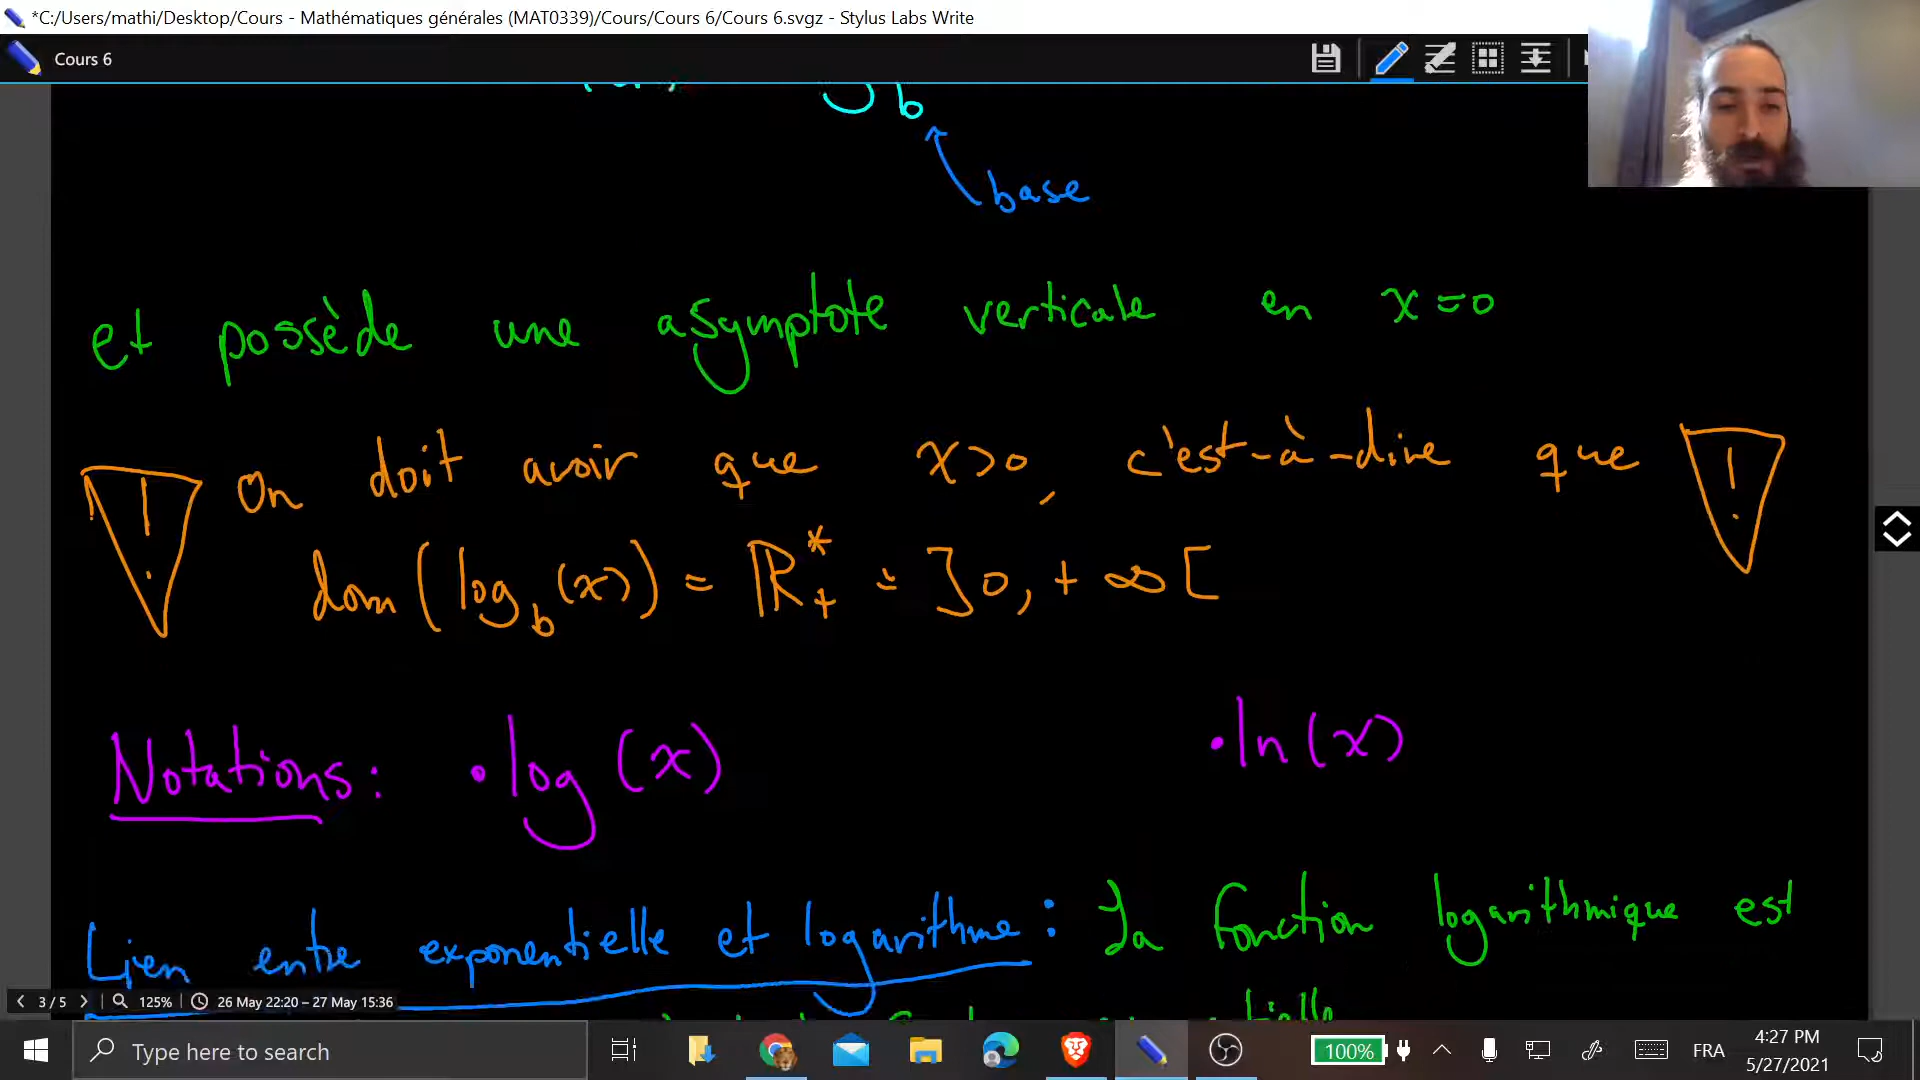 *C:/Users/mathi/Desktop/Cours - Mathématiques générales (MAT0339)/Cours/Cours 6/Cours 6.svgz - Stylus Labs Write
Cours 6
b
base
et possède une asymptote verticale en x=0
! On doit avoir que x>0, c'est-à-dire que !
dom(log_b(x)) = ℝ*₊ = ]0, +∞[
Notations: • log(x) • ln(x)
Lien entre exponentielle et logarithme : La fonction logarithmique est
3/5 125% 26 May 22:20 – 27 May 15:36
Type here to search
100%
FRA
4:27 PM
5/27/2021